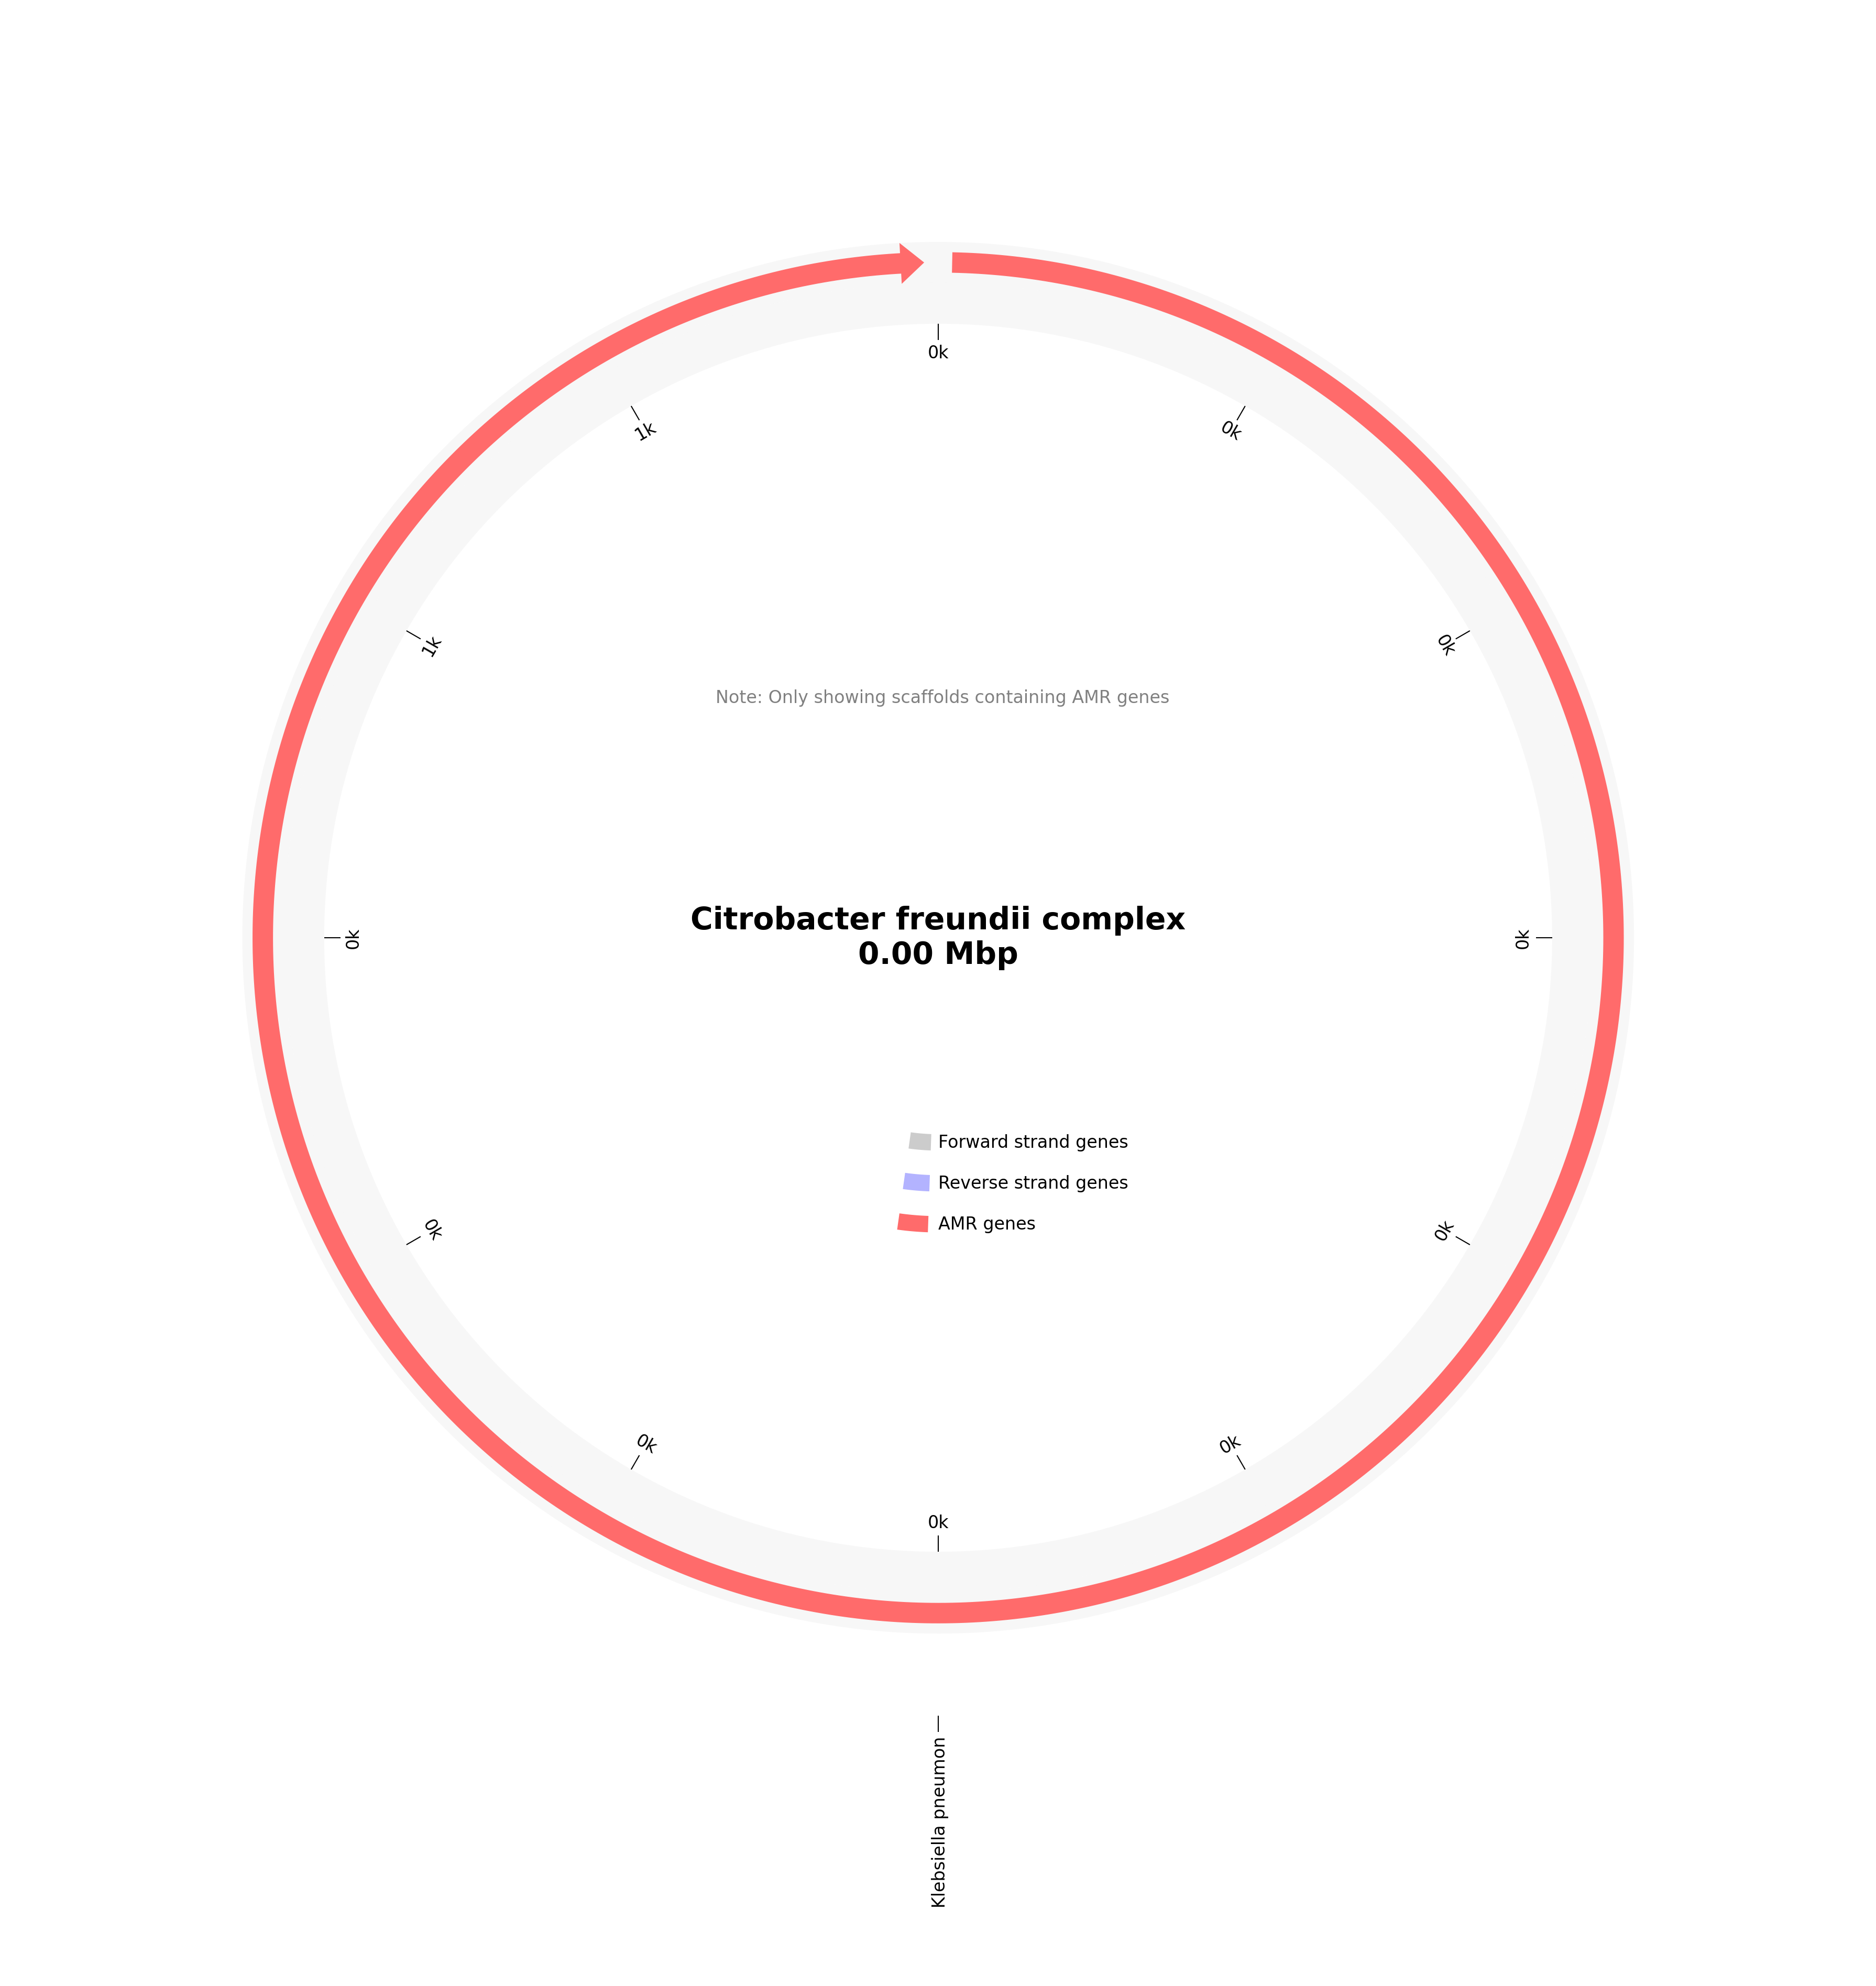 0k
0k
0k
0k
0k
0k
0k
0k
0k
0k
1k
1k
Note: Only showing scaffolds containing AMR genes
Citrobacter freundii complex
0.00 Mbp
Forward strand genes
Reverse strand genes
AMR genes
Klebsiella pneumon